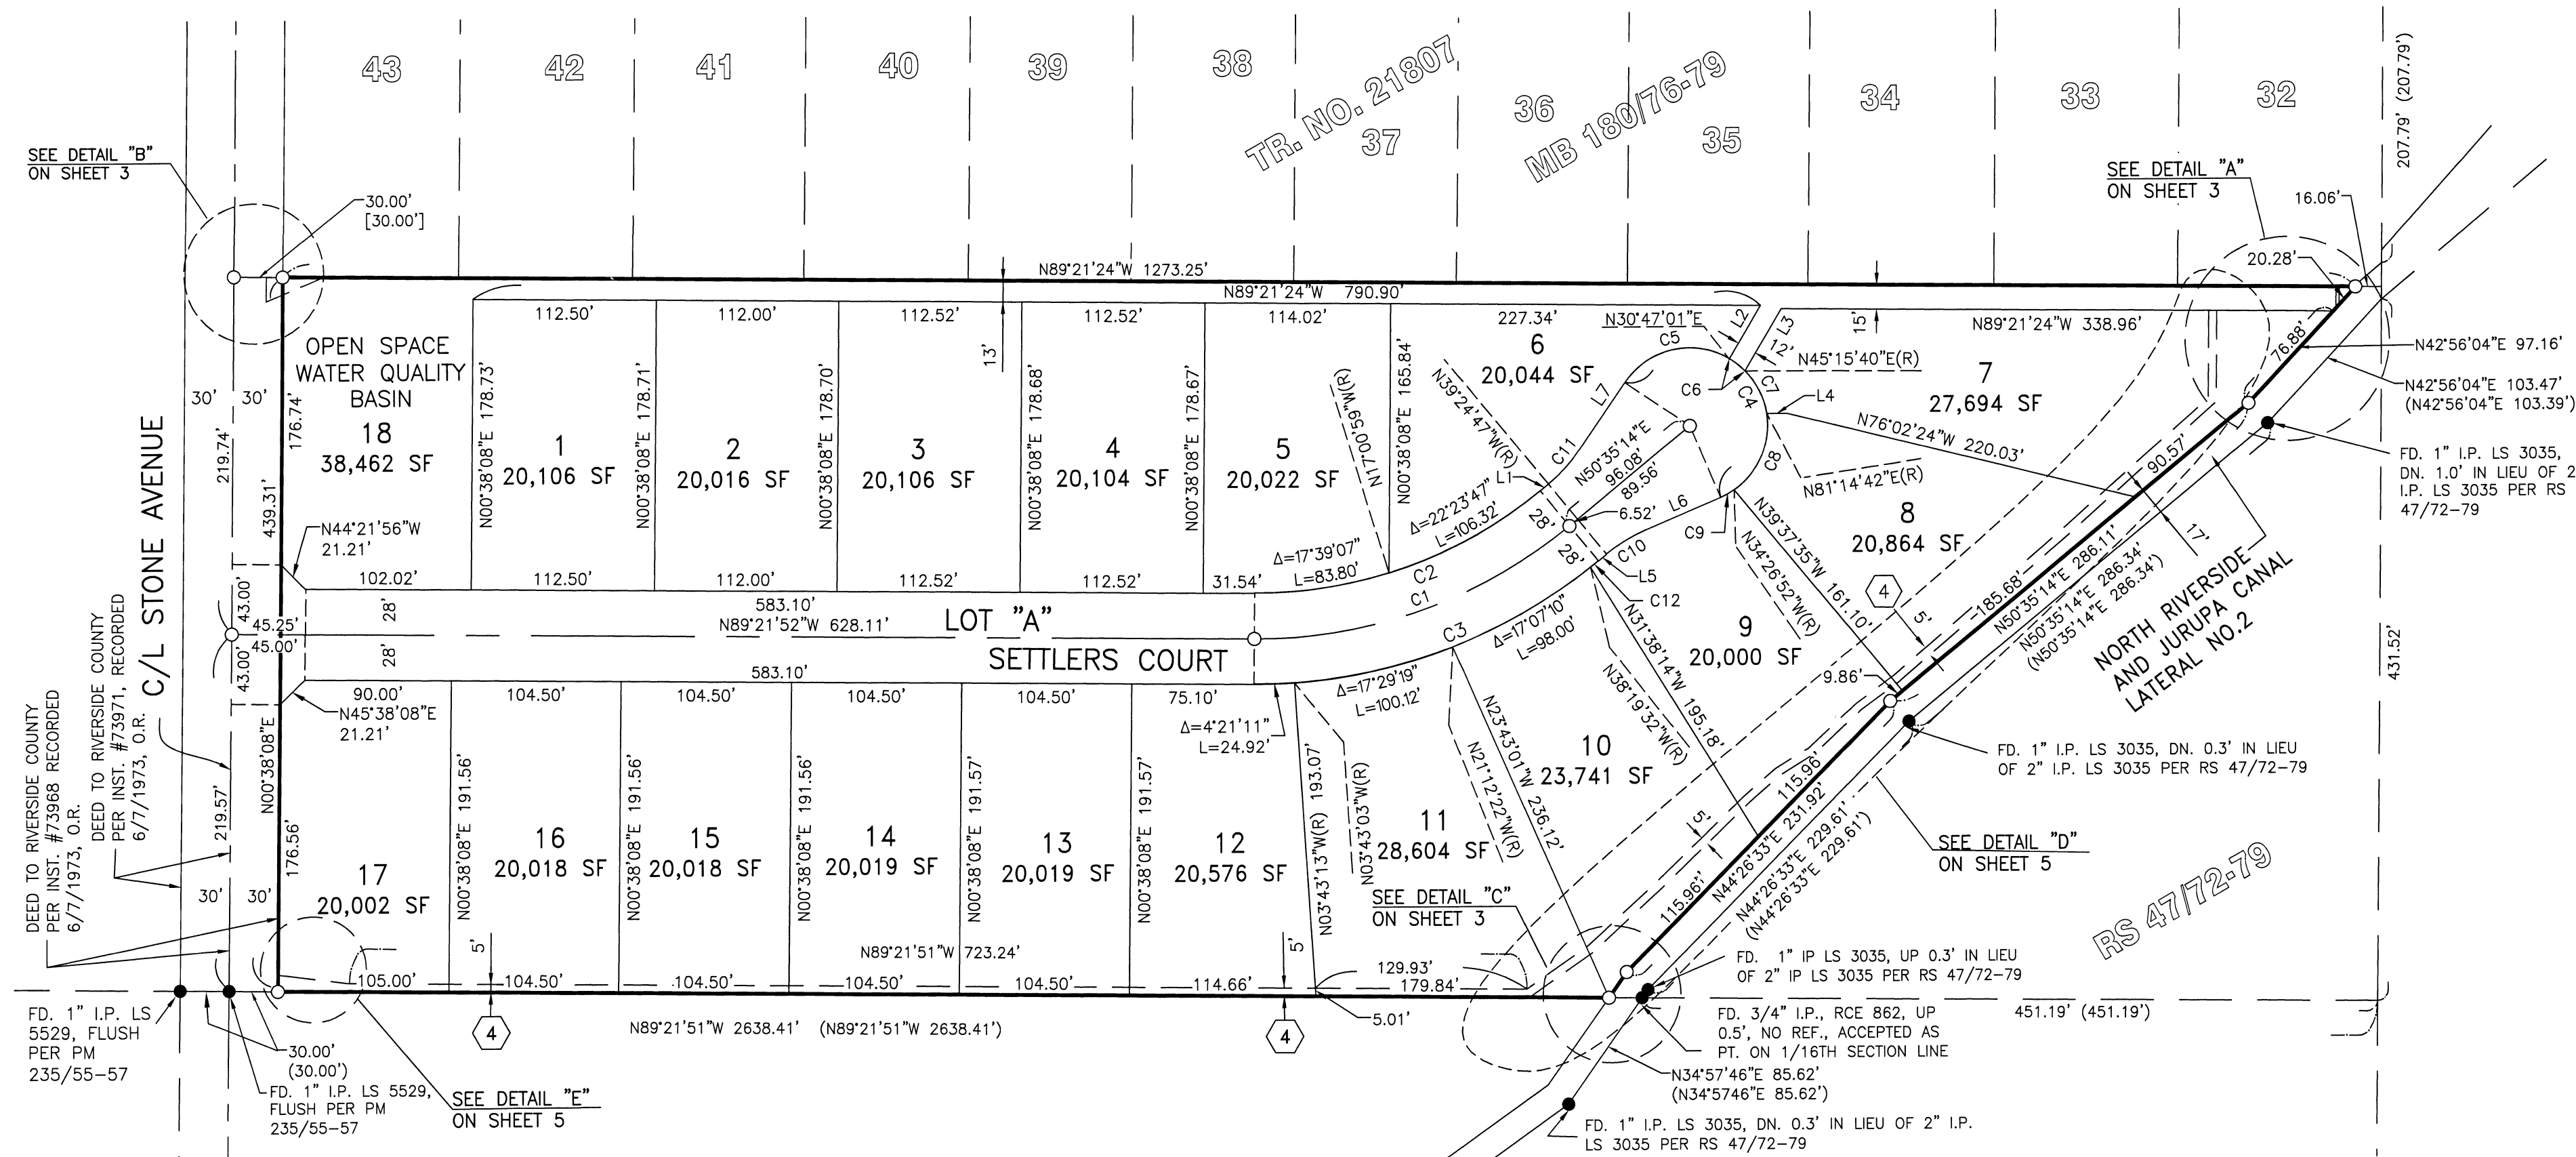 43
42
41
40
39
38
TR. NO. 21807
37
36
MB 180/76-79
35
34
33
32
207.79' (207.79')
SEE DETAIL "B"
ON SHEET 3
30.00'
[30.00']
SEE DETAIL "A"
ON SHEET 3
16.06'
20.28'
N89°21'24"W 1273.25'
N89°21'24"W 790.90'
112.50'
112.00'
112.52'
112.52'
114.02'
227.34'
N30°47'01"E
L2
L3
12'
15'
N89°21'24"W 338.96'
76.88'
N42°56'04"E 97.16'
N42°56'04"E 103.47'
(N42°56'04"E 103.39')
FD. 1" I.P. LS 3035,
DN. 1.0' IN LIEU OF 2
I.P. LS 3035 PER RS
47/72-79
OPEN SPACE
WATER QUALITY
BASIN
18
38,462 SF
30'
30'
176.74'
219.74'
439.31'
C/L STONE AVENUE
N00°38'08"E 178.73'
1
20,106 SF
N00°38'08"E 178.71'
2
20,016 SF
N00°38'08"E 178.70'
3
20,106 SF
13'
N00°38'08"E 178.68'
4
20,104 SF
N00°38'08"E 178.67'
5
20,022 SF
N17°00'59"W(R)
N00°38'08"E 165.84'
6
20,044 SF
C5
N45°15'40"E(R)
C6
C7
C4
L4
L7
N39°24'47"W(R)
C11
L1
N50°35'14"E
96.08'
89.56'
6.52'
C8
N81°14'42"E(R)
7
27,694 SF
N76°02'24"W 220.03'
90.57'
17'
8
20,864 SF
L6
C9
C10
N34°26'52"W(R)
N39°37'35"W 161.10'
4
5'
185.68'
N50°35'14"E 286.11'
N50°35'14"E 286.34'
(N50°35'14"E 286.34')
NORTH RIVERSIDE
AND JURUPA CANAL
LATERAL NO.2
431.52'
N44°21'56"W
21.21'
102.02'
112.50'
112.00'
112.52'
112.52'
31.54'
Δ=17°39'07"
L=83.80'
Δ=22°23'47"
L=106.32'
28'
28'
C2
C1
L5
C12
43.00'
45.25'
45.00'
43.00'
28'
28'
583.10'
N89°21'52"W 628.11'
LOT "A"
SETTLERS COURT
583.10'
C3
Δ=17°07'10"
L=98.00'
Δ=17°29'19"
L=100.12'
Δ=4°21'11"
L=24.92'
90.00'
104.50'
104.50'
104.50'
104.50'
75.10'
N45°38'08"E
21.21'
DEED TO RIVERSIDE COUNTY
PER INST. #73968 RECORDED
6/7/1973, O.R.
DEED TO RIVERSIDE COUNTY
PER INST. #73971, RECORDED
6/7/1973, O.R.
219.57'
N00°38'08"E
176.56'
30'
30'
17
20,002 SF
N00°38'08"E 191.56'
16
20,018 SF
N00°38'08"E 191.56'
15
20,018 SF
N00°38'08"E 191.56'
14
20,019 SF
N00°38'08"E 191.57'
13
20,019 SF
N00°38'08"E 191.57'
12
20,576 SF
N03°43'13"W(R) 193.07'
N03°43'03"W(R)
11
28,604 SF
N21°12'22"W(R)
N23°43'01"W 236.12'
10
23,741 SF
N38°19'32"W(R)
N31°38'14"W 195.18'
9
20,000 SF
9.86'
FD. 1" I.P. LS 3035, DN. 0.3' IN LIEU
OF 2" I.P. LS 3035 PER RS 47/72-79
115.96'
115.96'
5'
N44°26'33"E 231.92'
N44°26'33"E 229.61'
(N44°26'33"E 229.61')
SEE DETAIL "D"
ON SHEET 5
SEE DETAIL "C"
ON SHEET 3
RS 47/72-79
N89°21'51"W 723.24'
5'
5'
129.93'
179.84'
105.00'
104.50'
104.50'
104.50'
104.50'
114.66'
5.01'
4
4
FD. 1" I.P. LS
5529, FLUSH
PER PM
235/55-57
30.00'
(30.00')
FD. 1" I.P. LS 5529,
FLUSH PER PM
235/55-57
SEE DETAIL "E"
ON SHEET 5
N89°21'51"W 2638.41' (N89°21'51"W 2638.41')
FD. 1" IP LS 3035, UP 0.3' IN LIEU
OF 2" IP LS 3035 PER RS 47/72-79
FD. 3/4" I.P., RCE 862, UP
0.5', NO REF., ACCEPTED AS
PT. ON 1/16TH SECTION LINE
451.19' (451.19')
N34°57'46"E 85.62'
(N34°5746"E 85.62')
FD. 1" I.P. LS 3035, DN. 0.3' IN LIEU OF 2" I.P.
LS 3035 PER RS 47/72-79